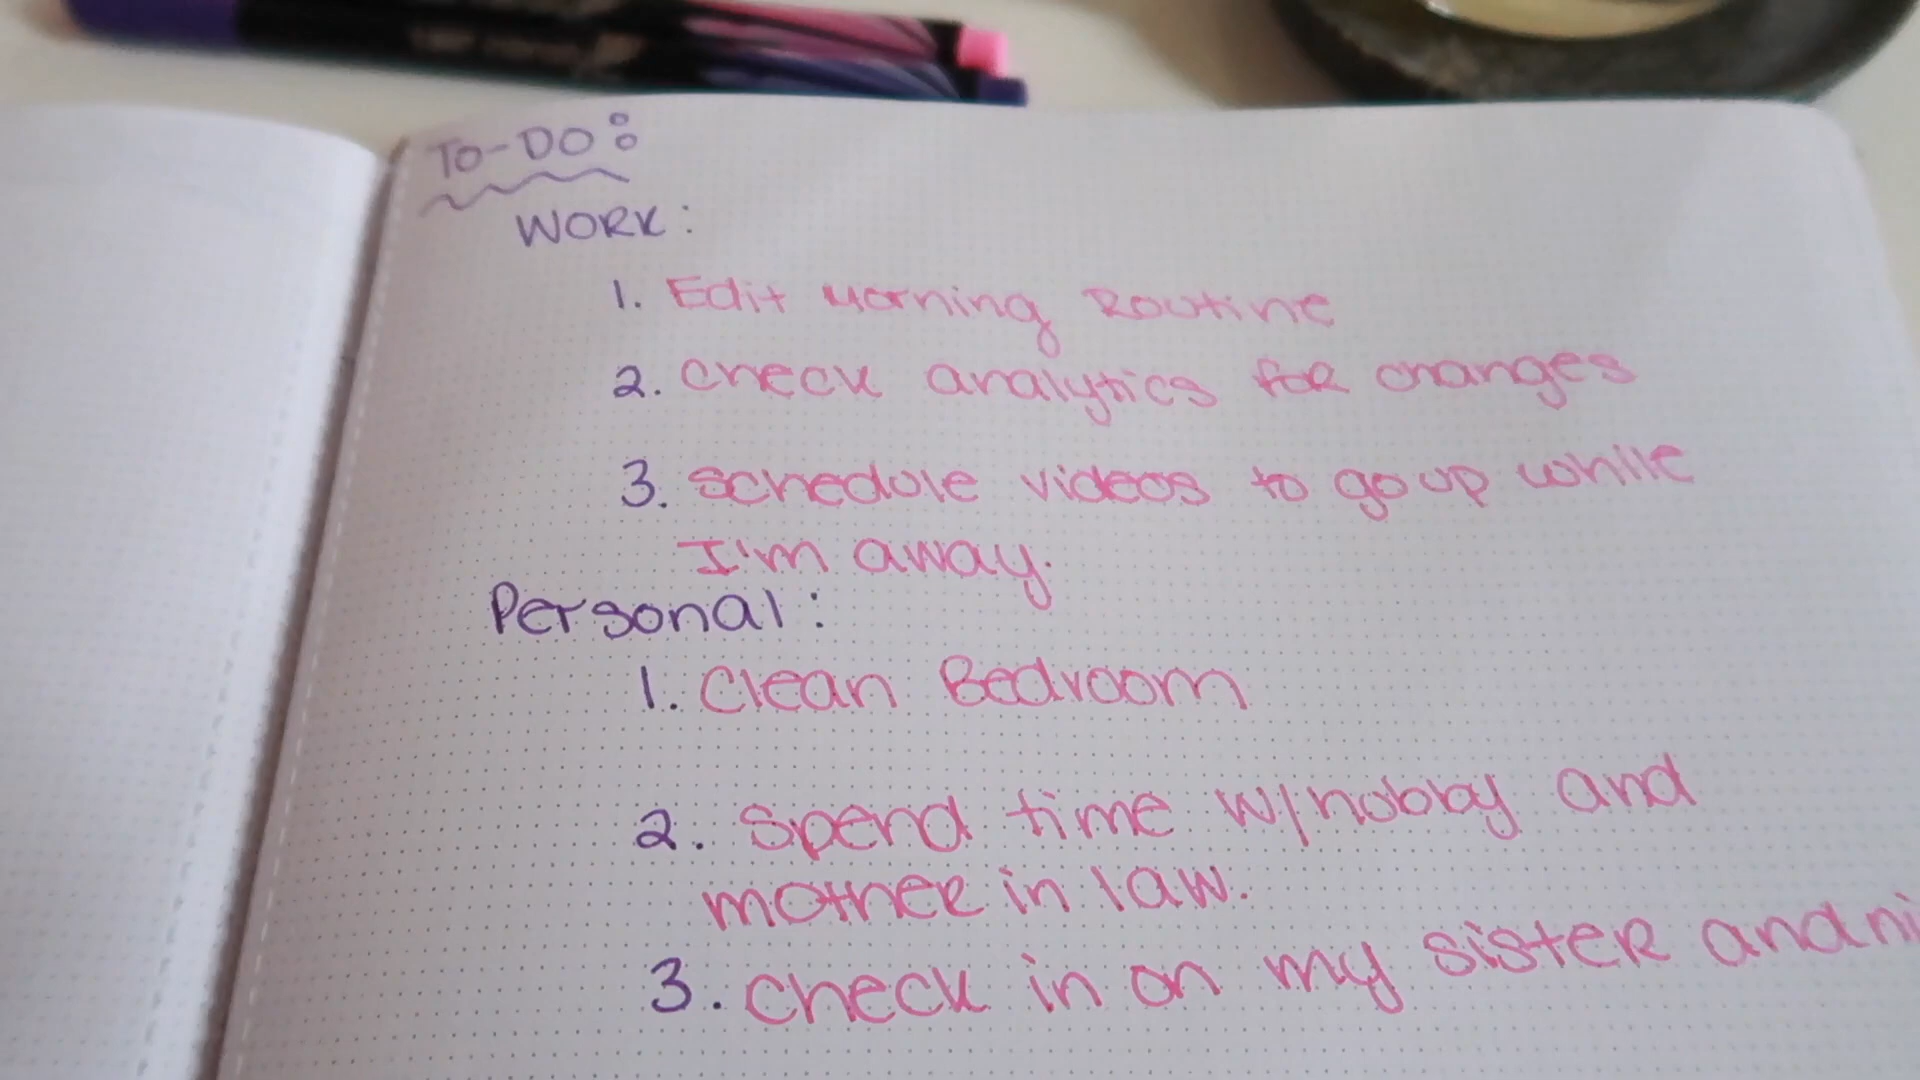 TO-DO:
WORK:
1. Edit Morning Routine
2. check analytics for changes
3. schedule videos to go up while
I'm away.
Personal:
1. Clean Bedroom
2. spend time w/hobby and
mother in law.
3. check in on my sister and ni